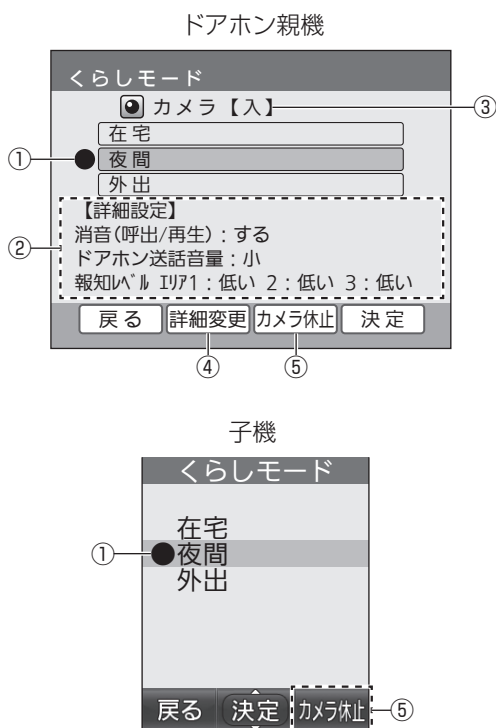 ドアホン親機
くらしモード
カメラ【入】 ③
在宅
① 夜間
外出
② 【詳細設定】
消音(呼出/再生):する
ドアホン送話音量:小
報知ﾚﾍﾞﾙ ｴﾘｱ1:低い 2:低い 3:低い
戻る 詳細変更 ｶﾒﾗ休止 決定
④ ⑤
子機
くらしモード
在宅
① 夜間
外出
戻る 決定 ｶﾒﾗ休止 ⑤